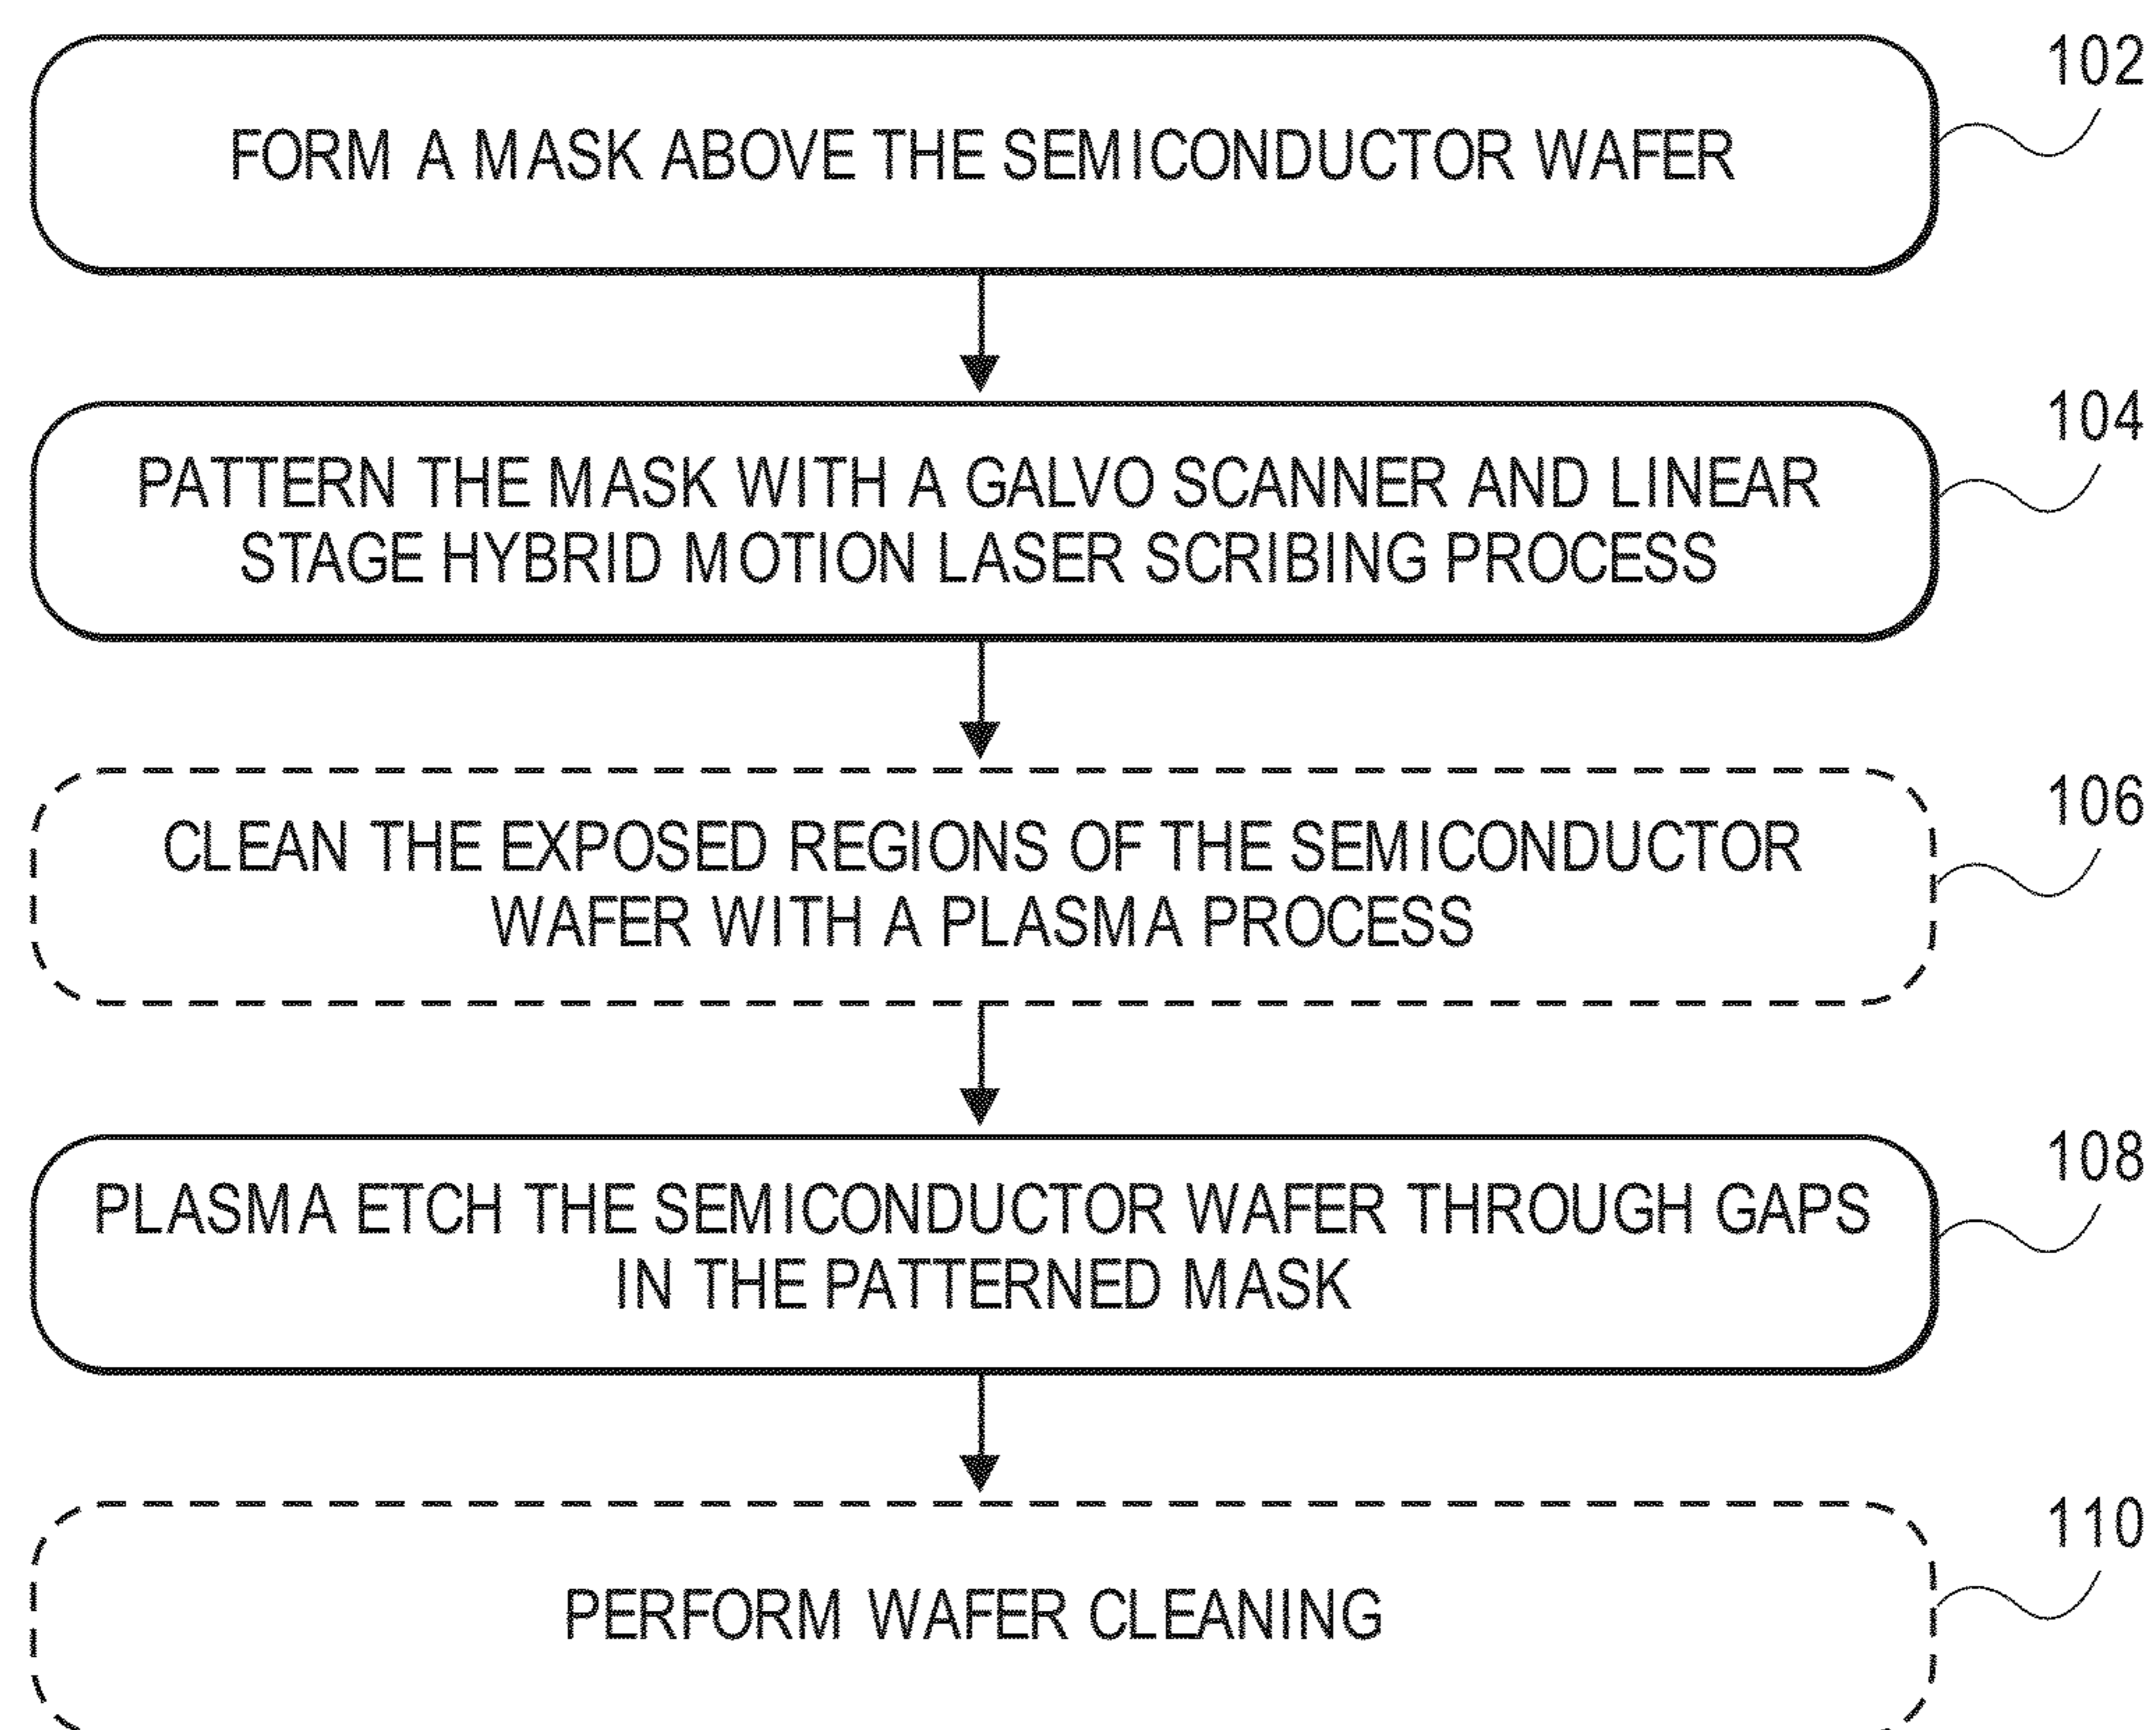 102
FORM A MASK ABOVE THE SEMICONDUCTOR WAFER
104
PATTERN THE MASK WITH A GALVO SCANNER AND LINEAR
STAGE HYBRID MOTION LASER SCRIBING PROCESS
106
CLEAN THE EXPOSED REGIONS OF THE SEMICONDUCTOR
WAFER WITH A PLASMA PROCESS
108
PLASMA ETCH THE SEMICONDUCTOR WAFER THROUGH GAPS
IN THE PATTERNED MASK
110
PERFORM WAFER CLEANING